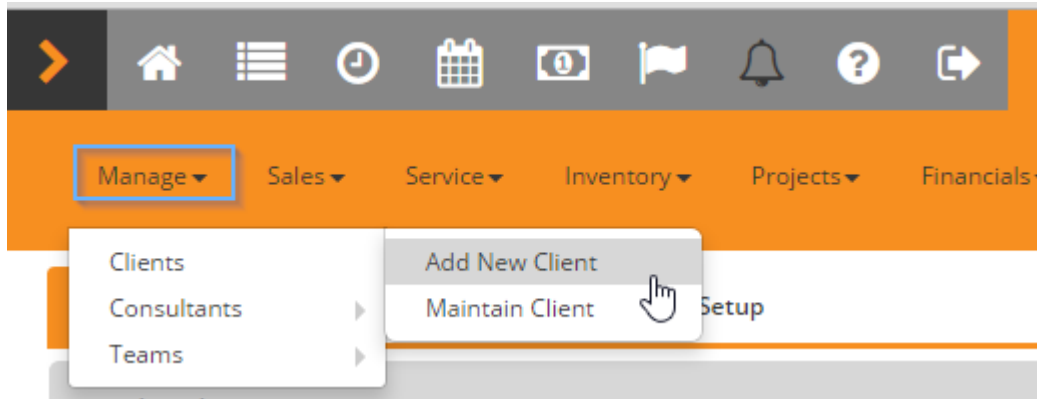 Manage Sales Service Inventory Projects Financials
Clients Add New Client
Consultants Maintain Client Setup
Teams